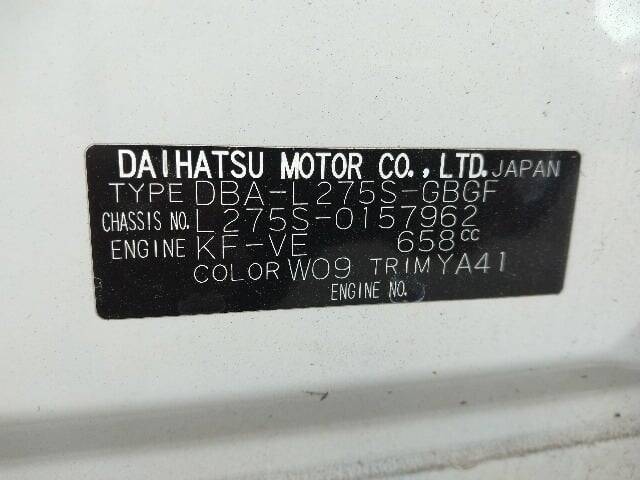 DAIHATSU MOTOR CO., LTD. JAPAN
TYPE DBA-L275S-GBGF
CHASSIS NO. L275S-0157962
ENGINE KF-VE 658cc
COLOR W09 TRIM YA41
ENGINE NO.